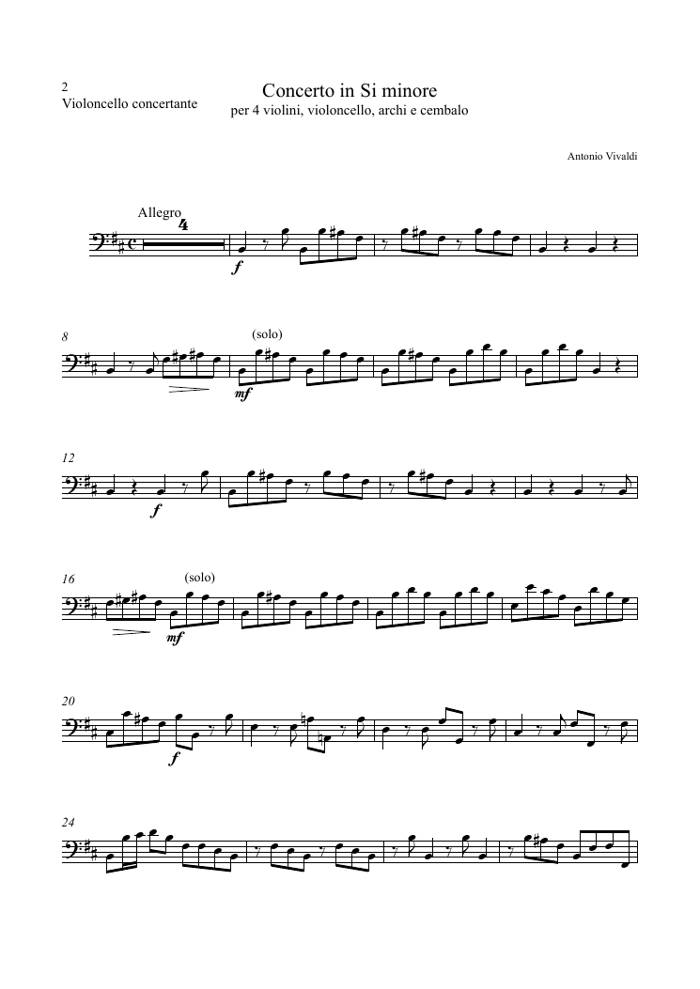 2
Violoncello concertante
Concerto in Si minore
per 4 violini, violoncello, archi e cembalo
Antonio Vivaldi
Allegro
4
f
8
(solo)
mf
12
f
16
(solo)
mf
20
f
24